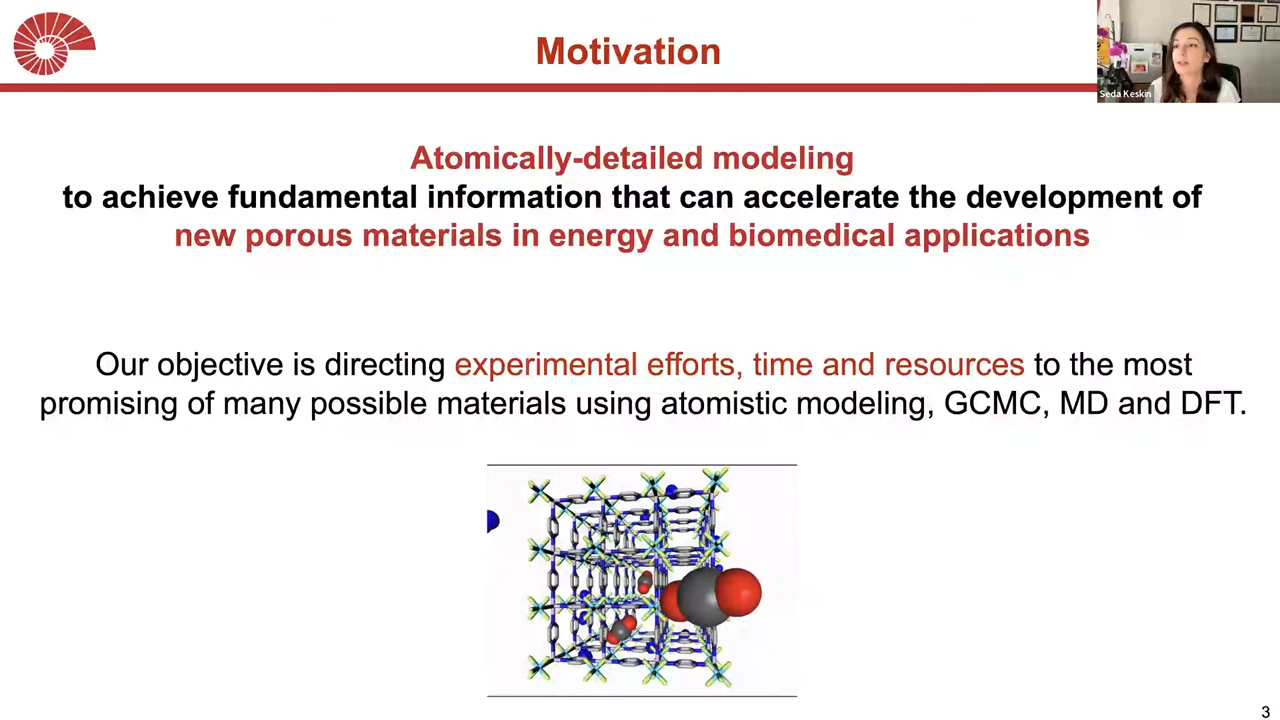 Motivation
Seda Keskin
Atomically-detailed modeling
to achieve fundamental information that can accelerate the development of
new porous materials in energy and biomedical applications
Our objective is directing experimental efforts, time and resources to the most
promising of many possible materials using atomistic modeling, GCMC, MD and DFT.
3